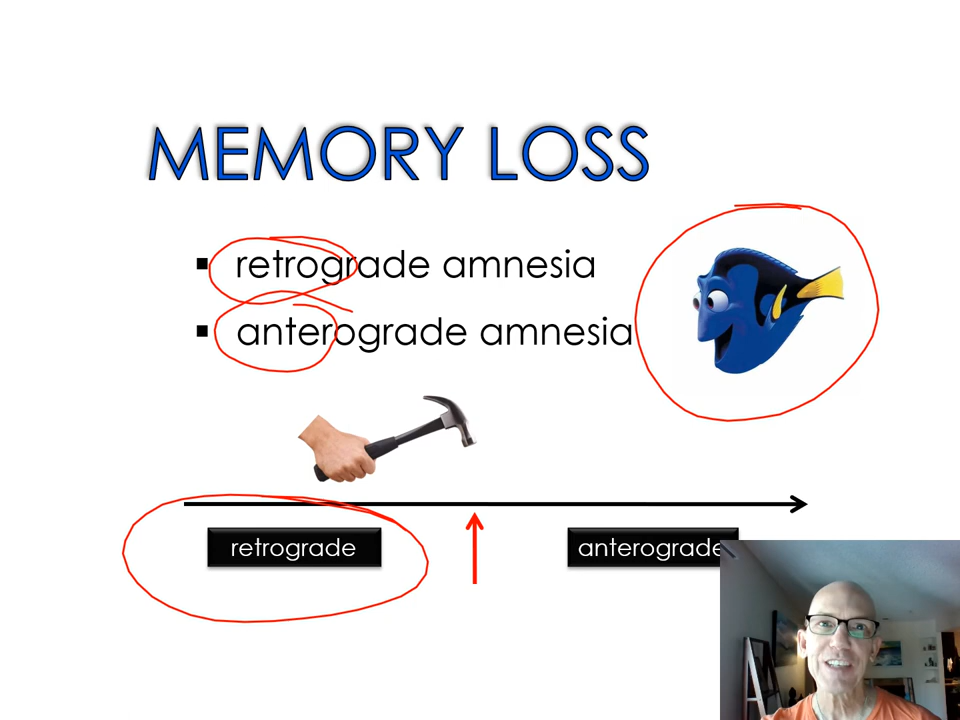 MEMORY LOSS
▪ retrograde amnesia
▪ anterograde amnesia
retrograde
anterograde